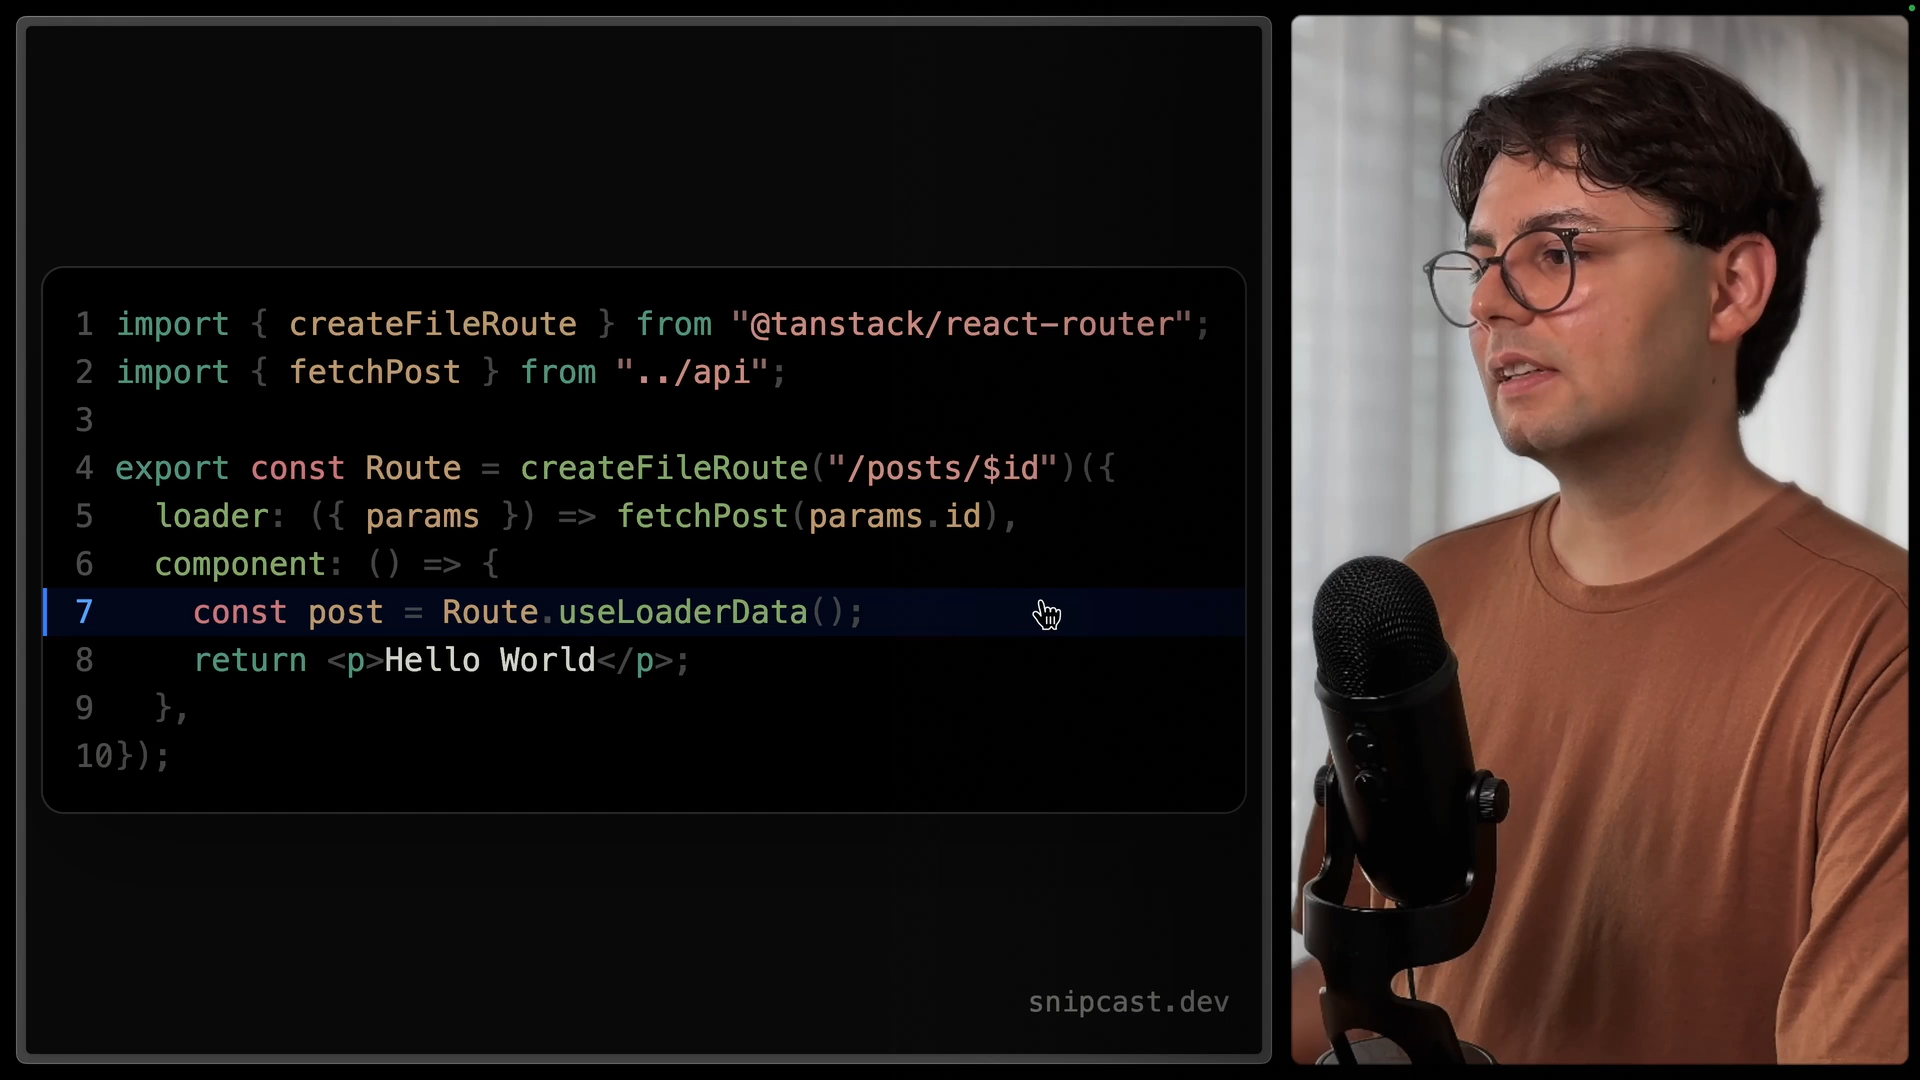 1 import { createFileRoute } from "@tanstack/react-router";
2 import { fetchPost } from "../api";
3
4 export const Route = createFileRoute("/posts/$id")({
5   loader: ({ params }) => fetchPost(params.id),
6   component: () => {
7     const post = Route.useLoaderData();
8     return <p>Hello World</p>;
9   },
10});
snipcast.dev